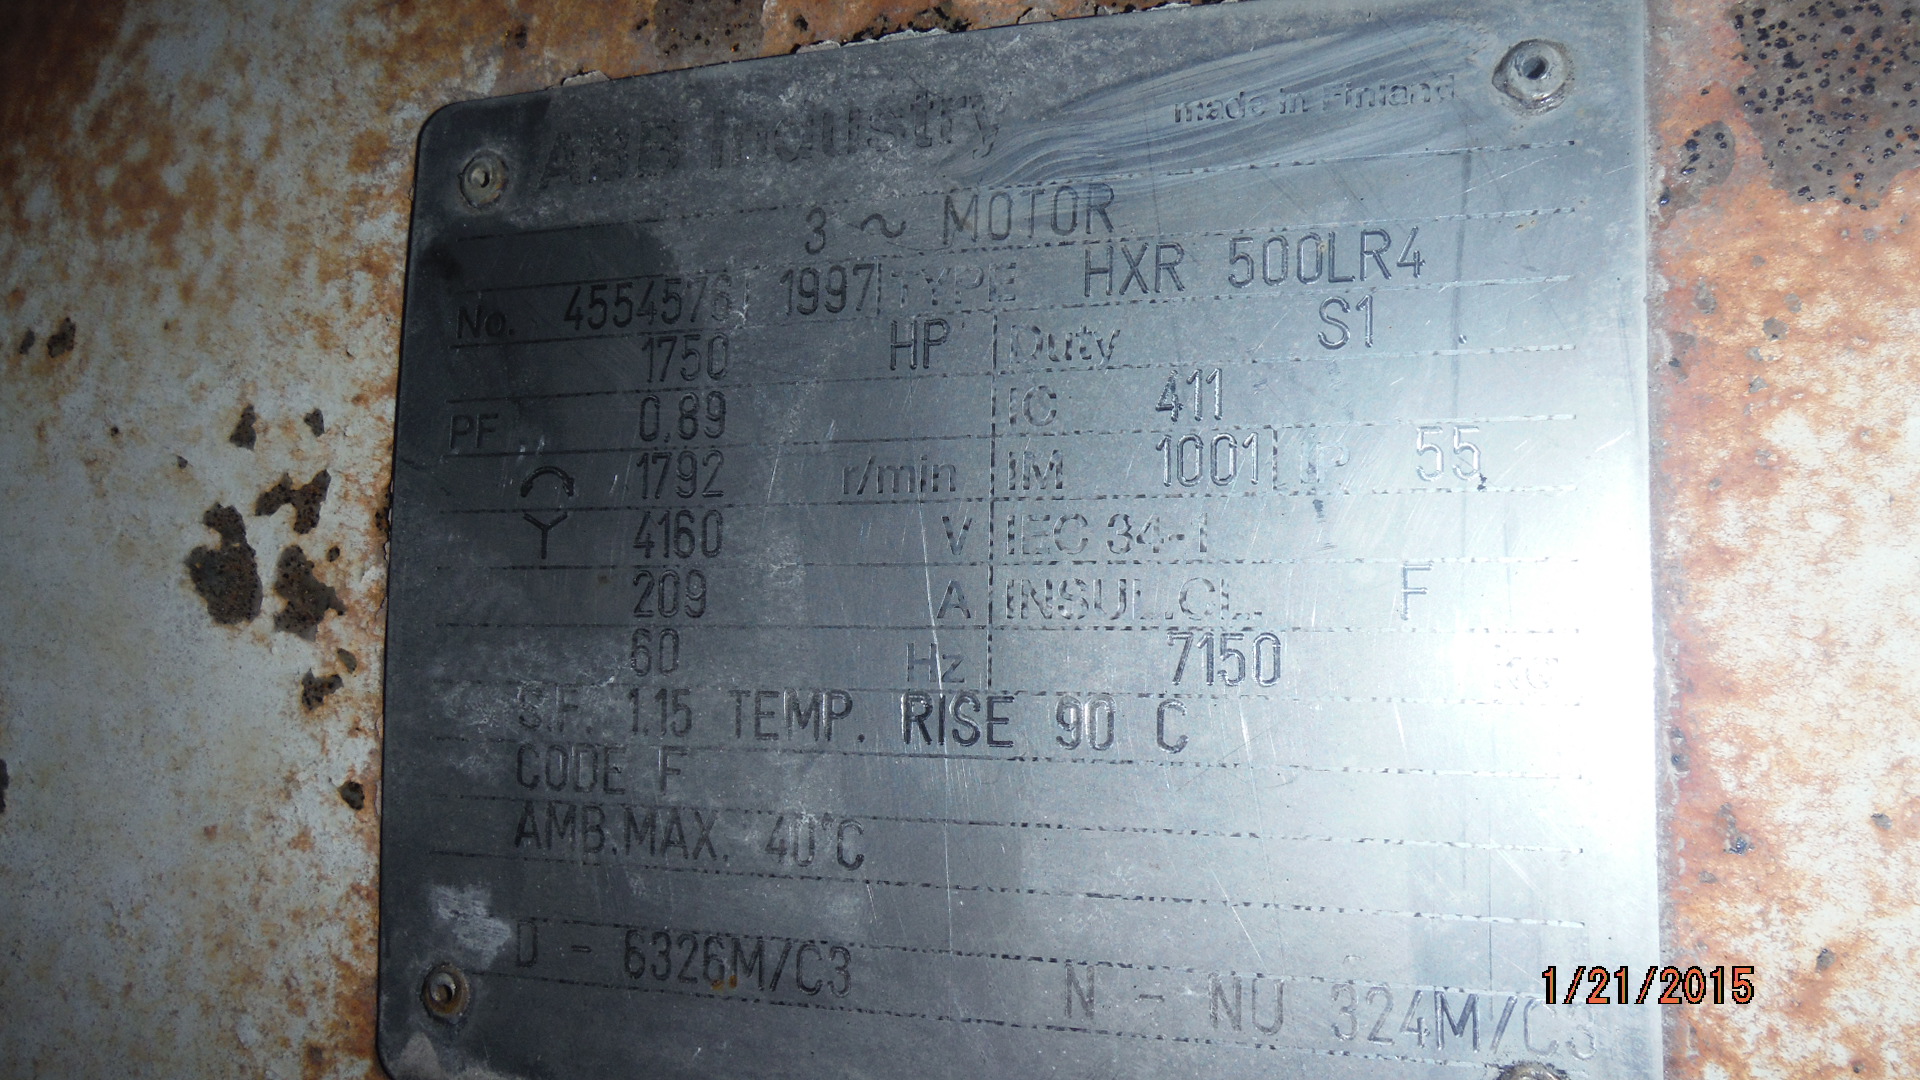 ABB Industry made in Finland
3 ~ MOTOR
No. 4554576 1997 TYPE HXR 500LR4
1750 HP Duty S1
PF 0.89 IC 411
1792 r/min IM 1001 IP 55
Y 4160 V IEC 34-1
209 A INSUL.CL. F
60 Hz 7150 kg
S.F. 1.15 TEMP. RISE 90 C
CODE F
AMB.MAX. 40°C
D - 6326M/C3 N - NU 324M/C3
1/21/2015